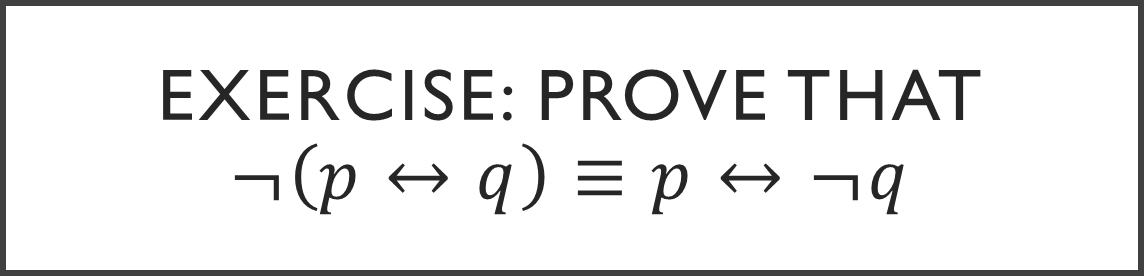 EXERCISE: PROVE THAT
¬(p ↔ q) ≡ p ↔ ¬q